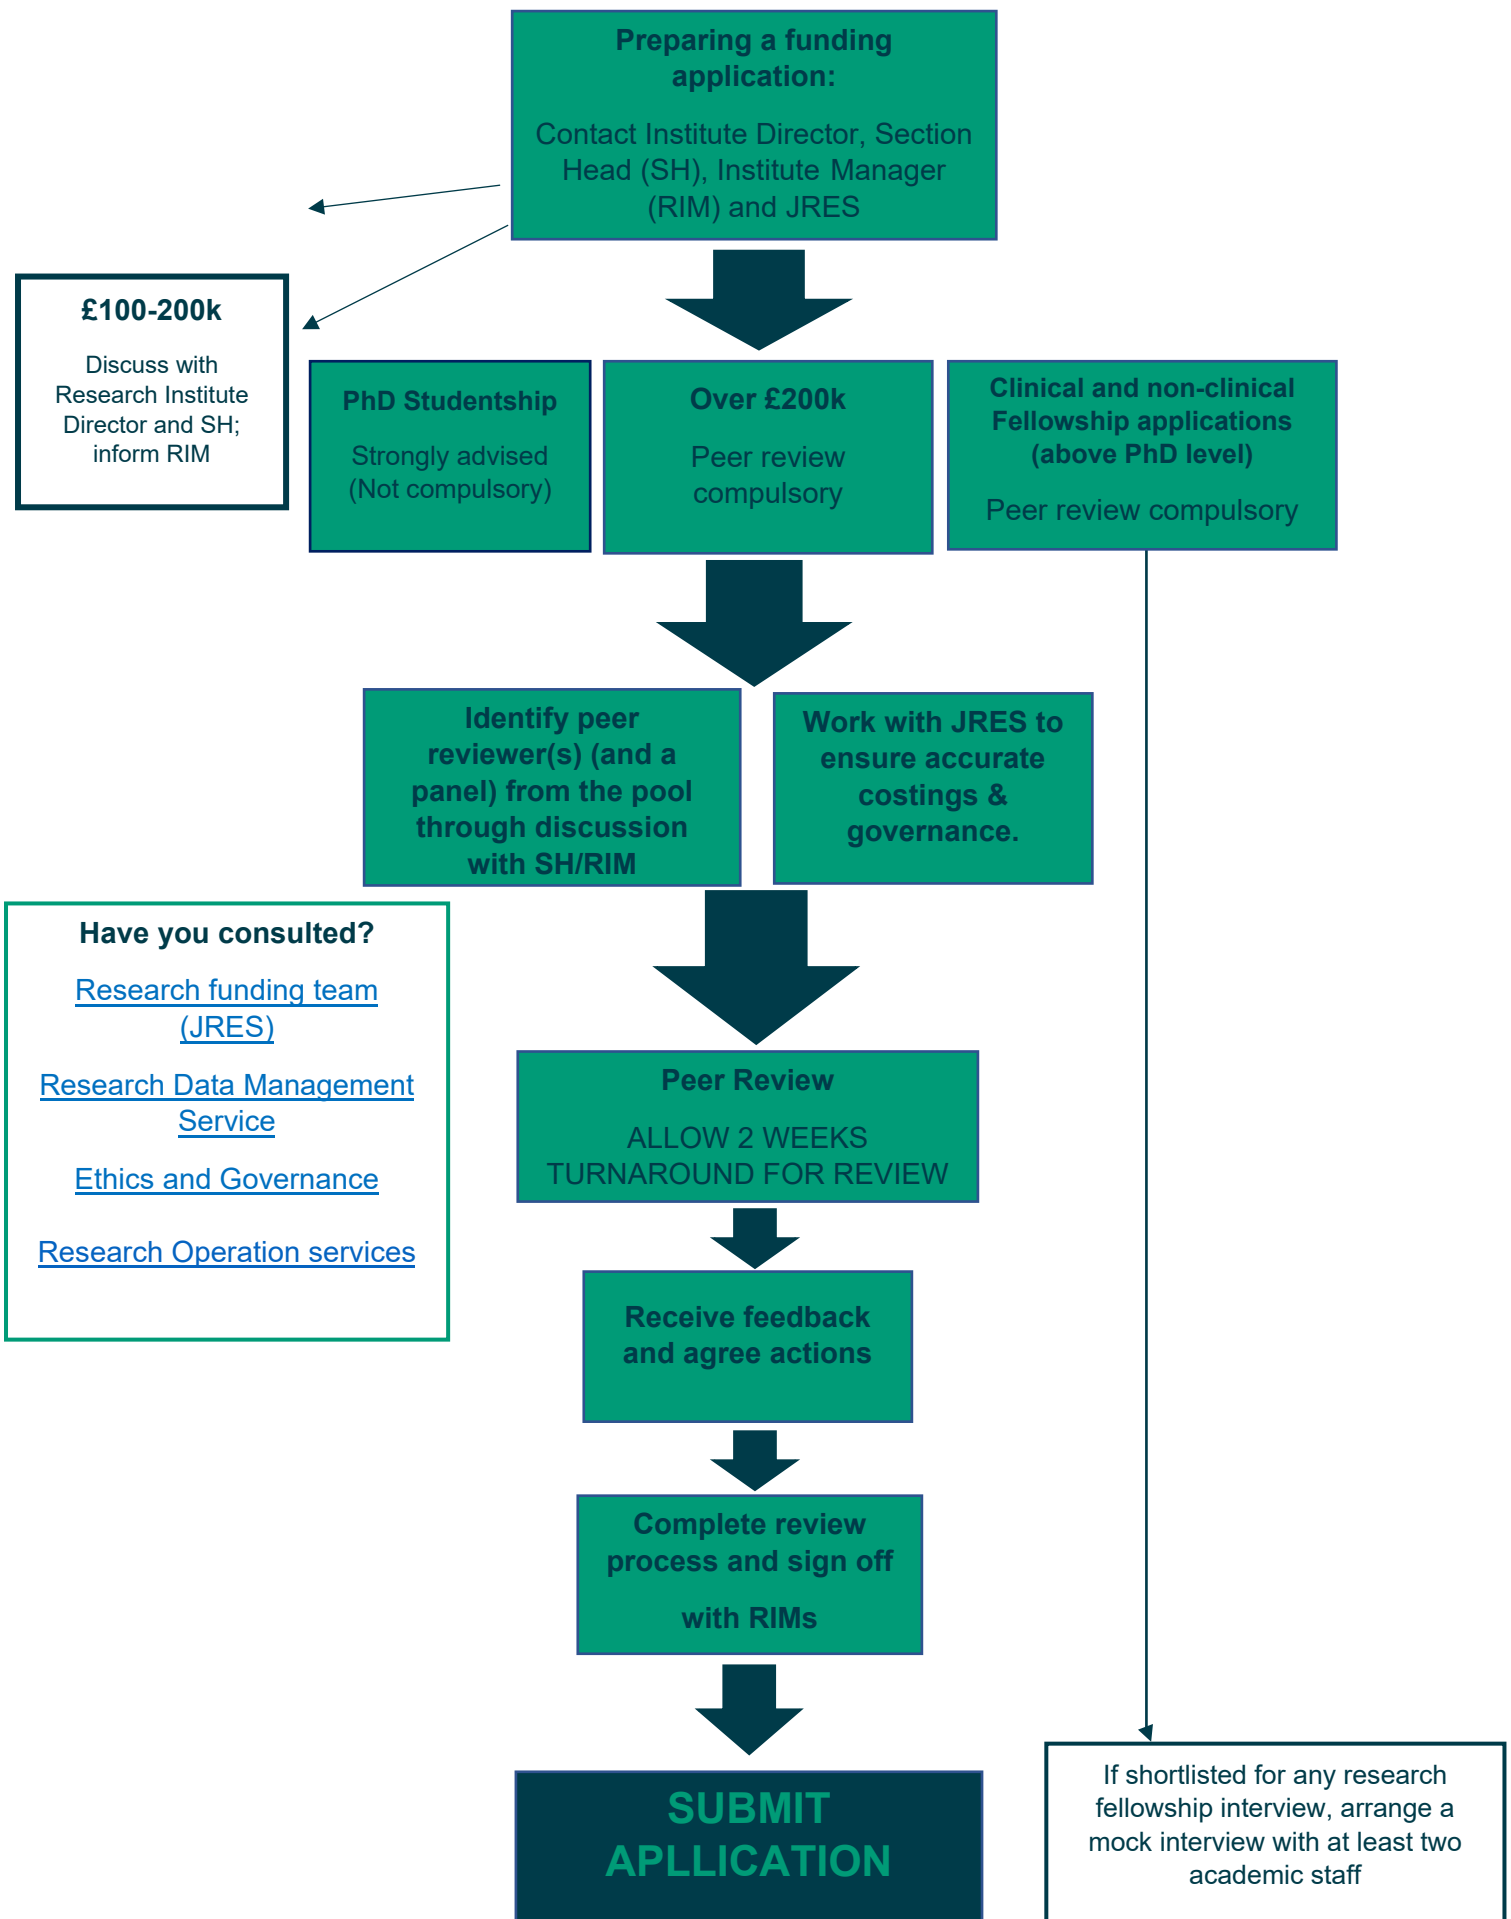 Preparing a funding
application:
Contact Institute Director, Section
Head (SH), Institute Manager
(RIM) and JRES
£100-200k
Discuss with
Research Institute
Director and SH;
inform RIM
PhD Studentship
Strongly advised
(Not compulsory)
Over £200k
Peer review
compulsory
Clinical and non-clinical
Fellowship applications
(above PhD level)
Peer review compulsory
Identify peer
reviewer(s) (and a
panel) from the pool
through discussion
with SH/RIM
Work with JRES to
ensure accurate
costings &
governance.
Have you consulted?
Research funding team
(JRES)
Research Data Management
Service
Ethics and Governance
Research Operation services
Peer Review
ALLOW 2 WEEKS
TURNAROUND FOR REVIEW
Receive feedback
and agree actions
Complete review
process and sign off
with RIMs
SUBMIT
APLLICATION
If shortlisted for any research
fellowship interview, arrange a
mock interview with at least two
academic staff